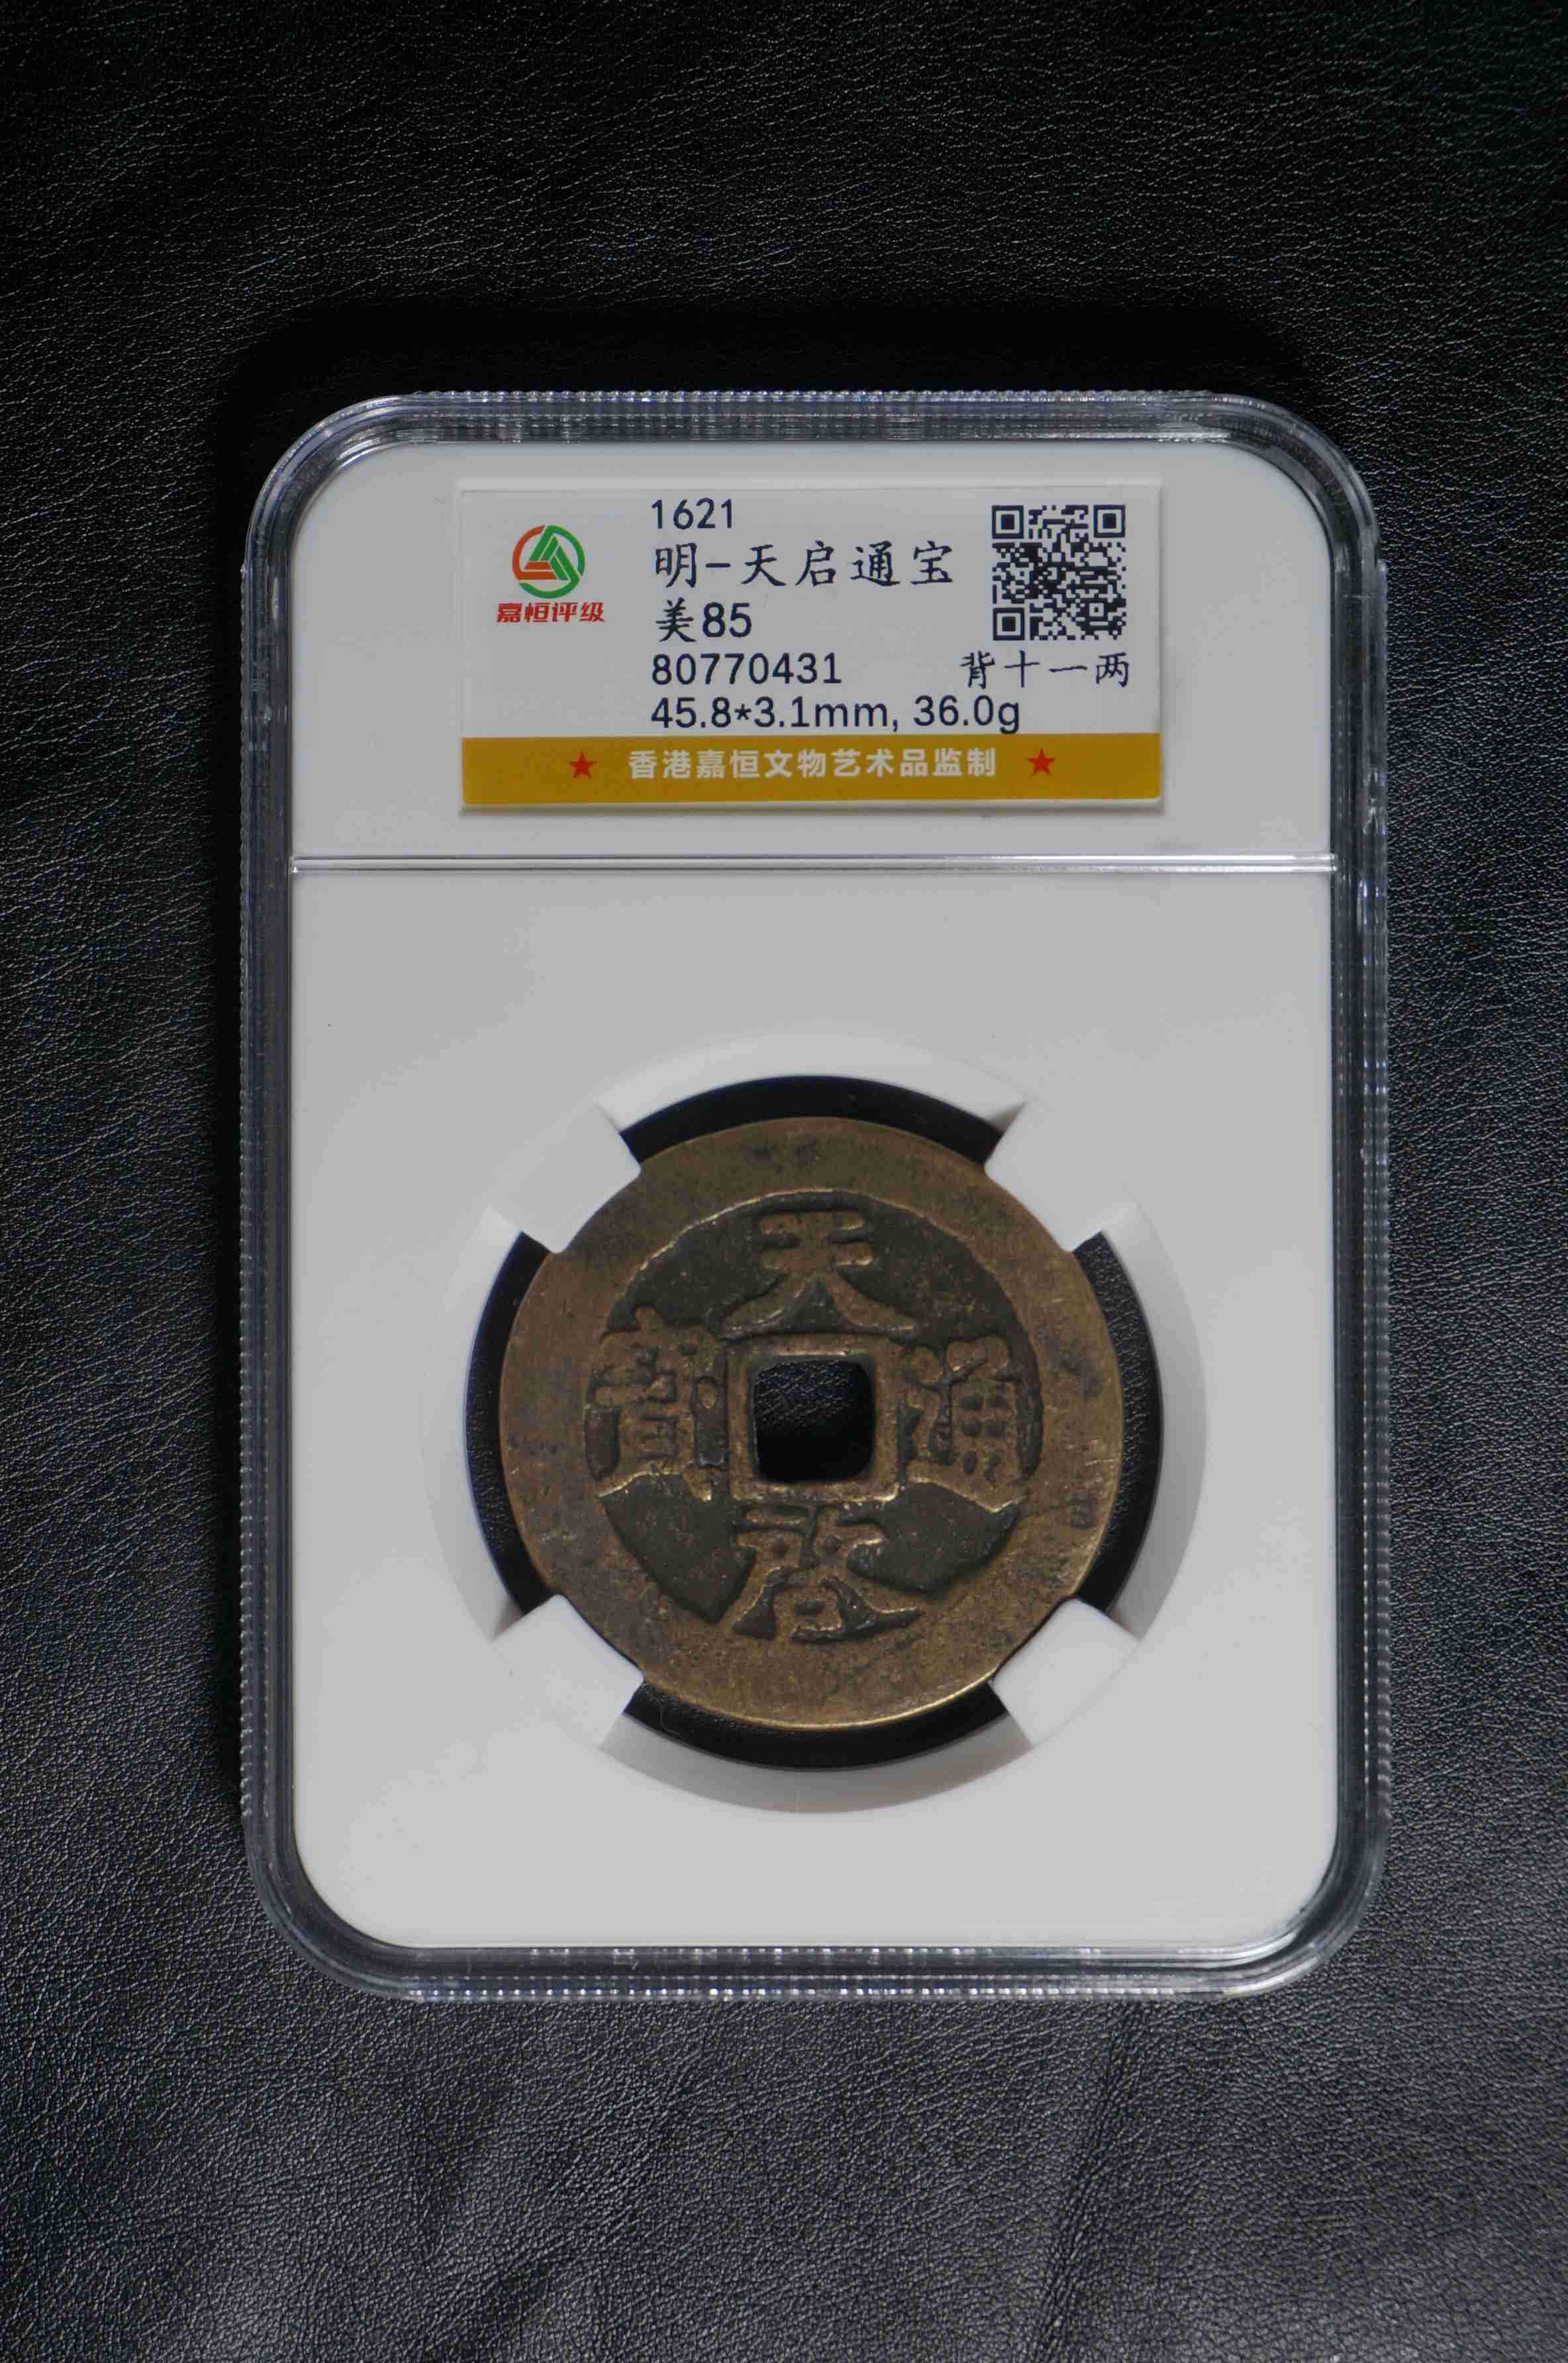 嘉恒评级
1621
明-天启通宝
美85
80770431
背十一两
45.8*3.1mm, 36.0g
★ 香港嘉恒文物艺术品监制 ★
天啓通寶